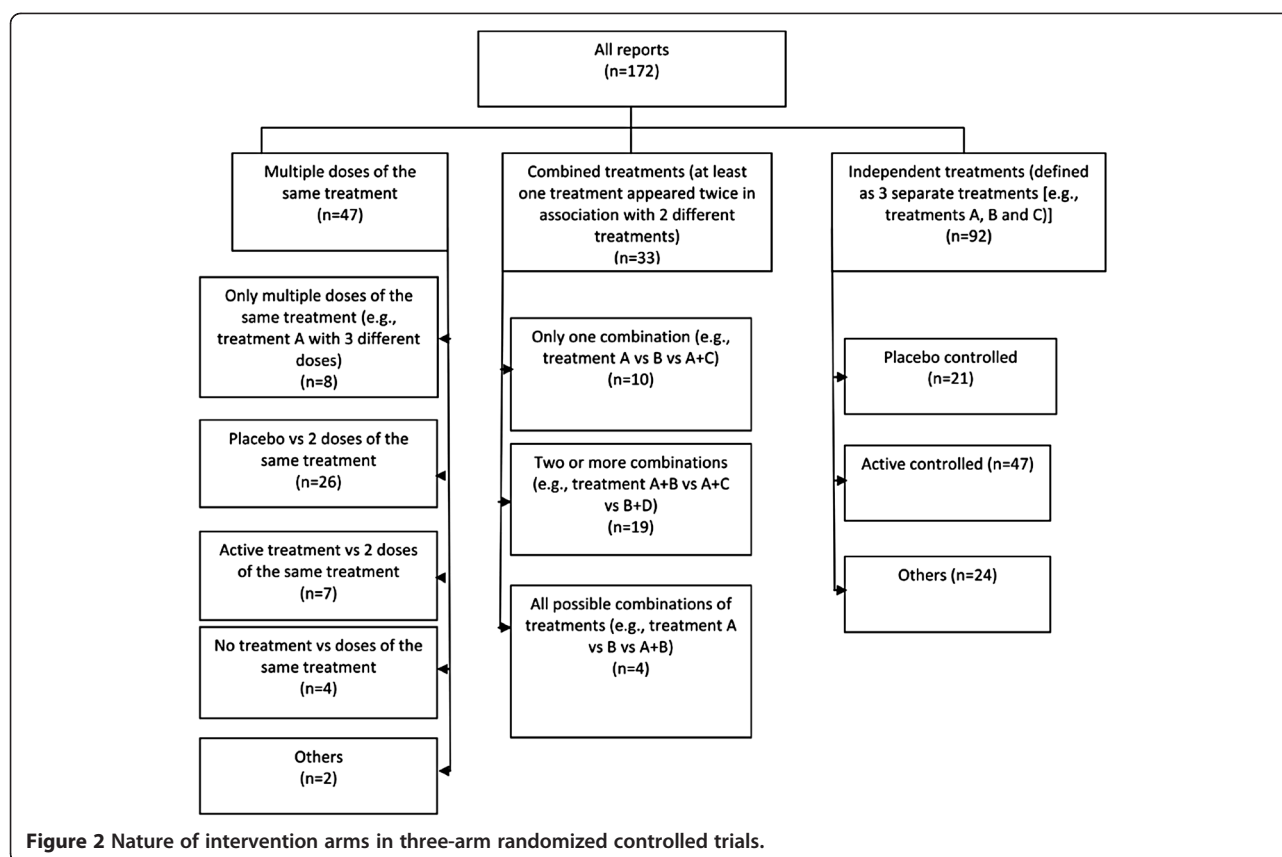 All reports
(n=172)
Multiple doses of the
same treatment
(n=47)
Only multiple doses of the
same treatment (e.g.,
treatment A with 3 different
doses)
(n=8)
Placebo vs 2 doses of the
same treatment
(n=26)
Active treatment vs 2 doses
of the same treatment
(n=7)
No treatment vs doses of the
same treatment
(n=4)
Others
(n=2)
Combined treatments (at least
one treatment appeared twice in
association with 2 different
treatments)
(n=33)
Only one combination (e.g.,
treatment A vs B vs A+C)
(n=10)
Two or more combinations
(e.g., treatment A+B vs A+C
vs B+D)
(n=19)
All possible combinations of
treatments (e.g., treatment A
vs B vs A+B)
(n=4)
Independent treatments (defined
as 3 separate treatments [e.g.,
treatments A, B and C)]
(n=92)
Placebo controlled
(n=21)
Active controlled (n=47)
Others (n=24)
Figure 2 Nature of intervention arms in three-arm randomized controlled trials.